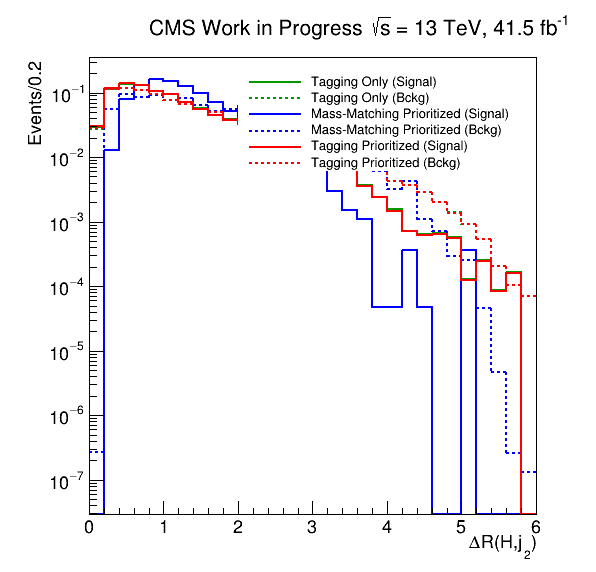 CMS Work in Progress √s = 13 TeV, 41.5 fb⁻¹
Events/0.2
Tagging Only (Signal)
Tagging Only (Bckg)
Mass-Matching Prioritized (Signal)
Mass-Matching Prioritized (Bckg)
Tagging Prioritized (Signal)
Tagging Prioritized (Bckg)
10⁻¹
10⁻²
10⁻³
10⁻⁴
10⁻⁵
10⁻⁶
10⁻⁷
0 1 2 3 4 5 6
ΔR(H,j₂)